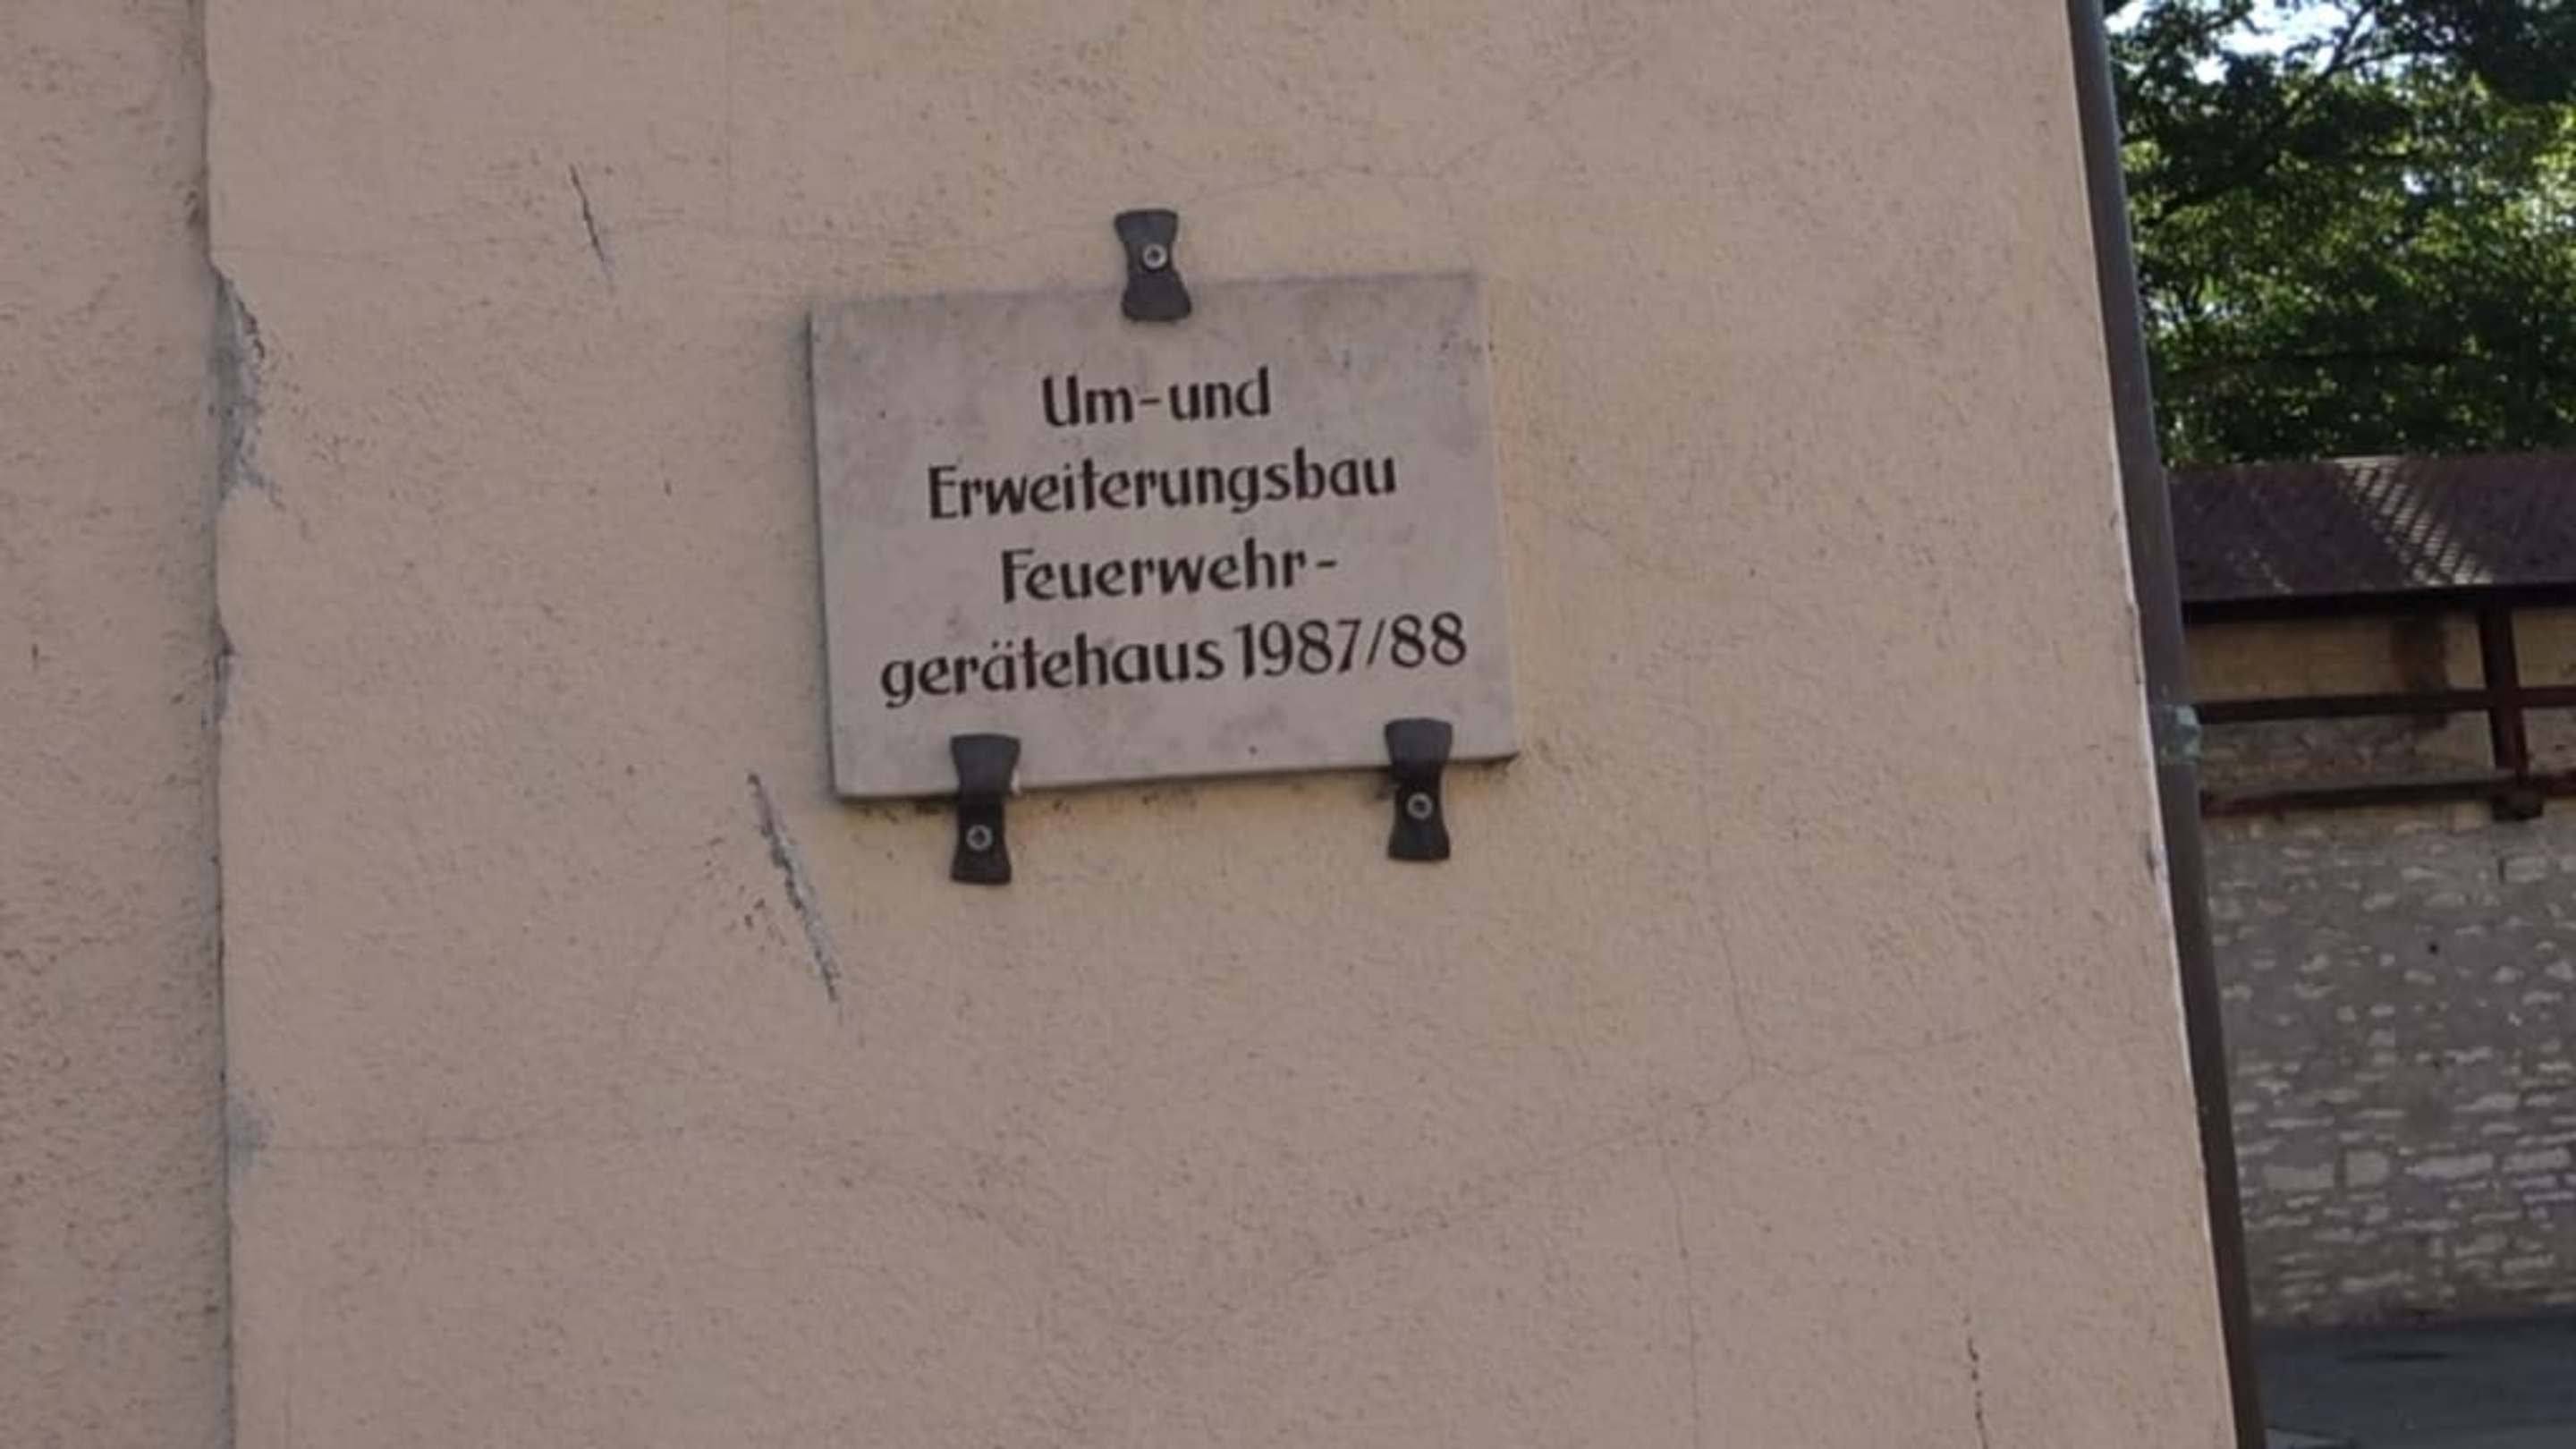 Um-und
Erweiterungsbau
Feuerwehr-
gerätehaus 1987/88